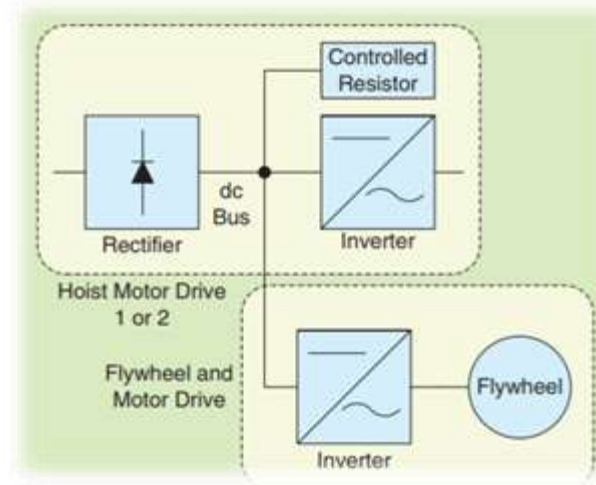 Controlled
Resistor
dc
Bus
Rectifier
Inverter
Hoist Motor Drive
1 or 2
Flywheel and
Motor Drive
Flywheel
Inverter